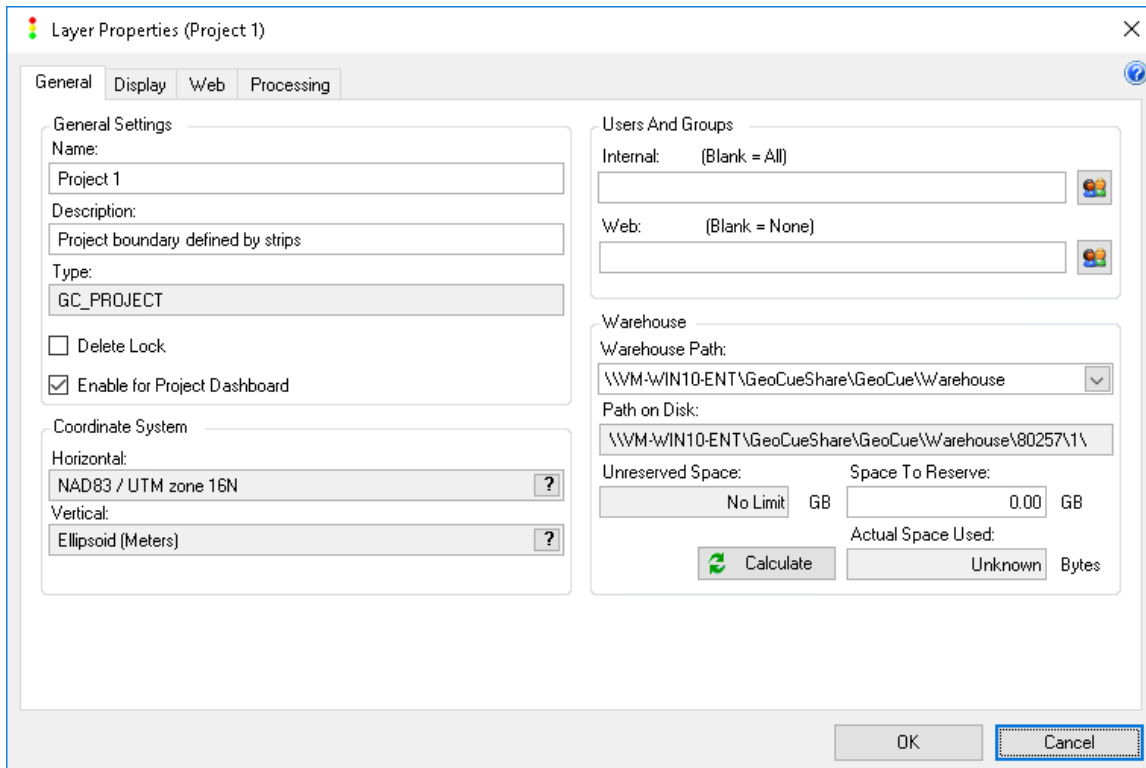 Layer Properties (Project 1)
General Display Web Processing
General Settings
Name:
Project 1
Description:
Project boundary defined by strips
Type:
GC_PROJECT
Delete Lock
Enable for Project Dashboard
Coordinate System
Horizontal:
NAD83 / UTM zone 16N ?
Vertical:
Ellipsoid (Meters) ?
Users And Groups
Internal: (Blank = All)
Web: (Blank = None)
Warehouse
Warehouse Path:
\\VM-WIN10-ENT\GeoCueShare\GeoCue\Warehouse
Path on Disk:
\\VM-WIN10-ENT\GeoCueShare\GeoCue\Warehouse\80257\1\
Unreserved Space: Space To Reserve:
No Limit GB 0.00 GB
Actual Space Used:
Calculate Unknown Bytes
OK Cancel